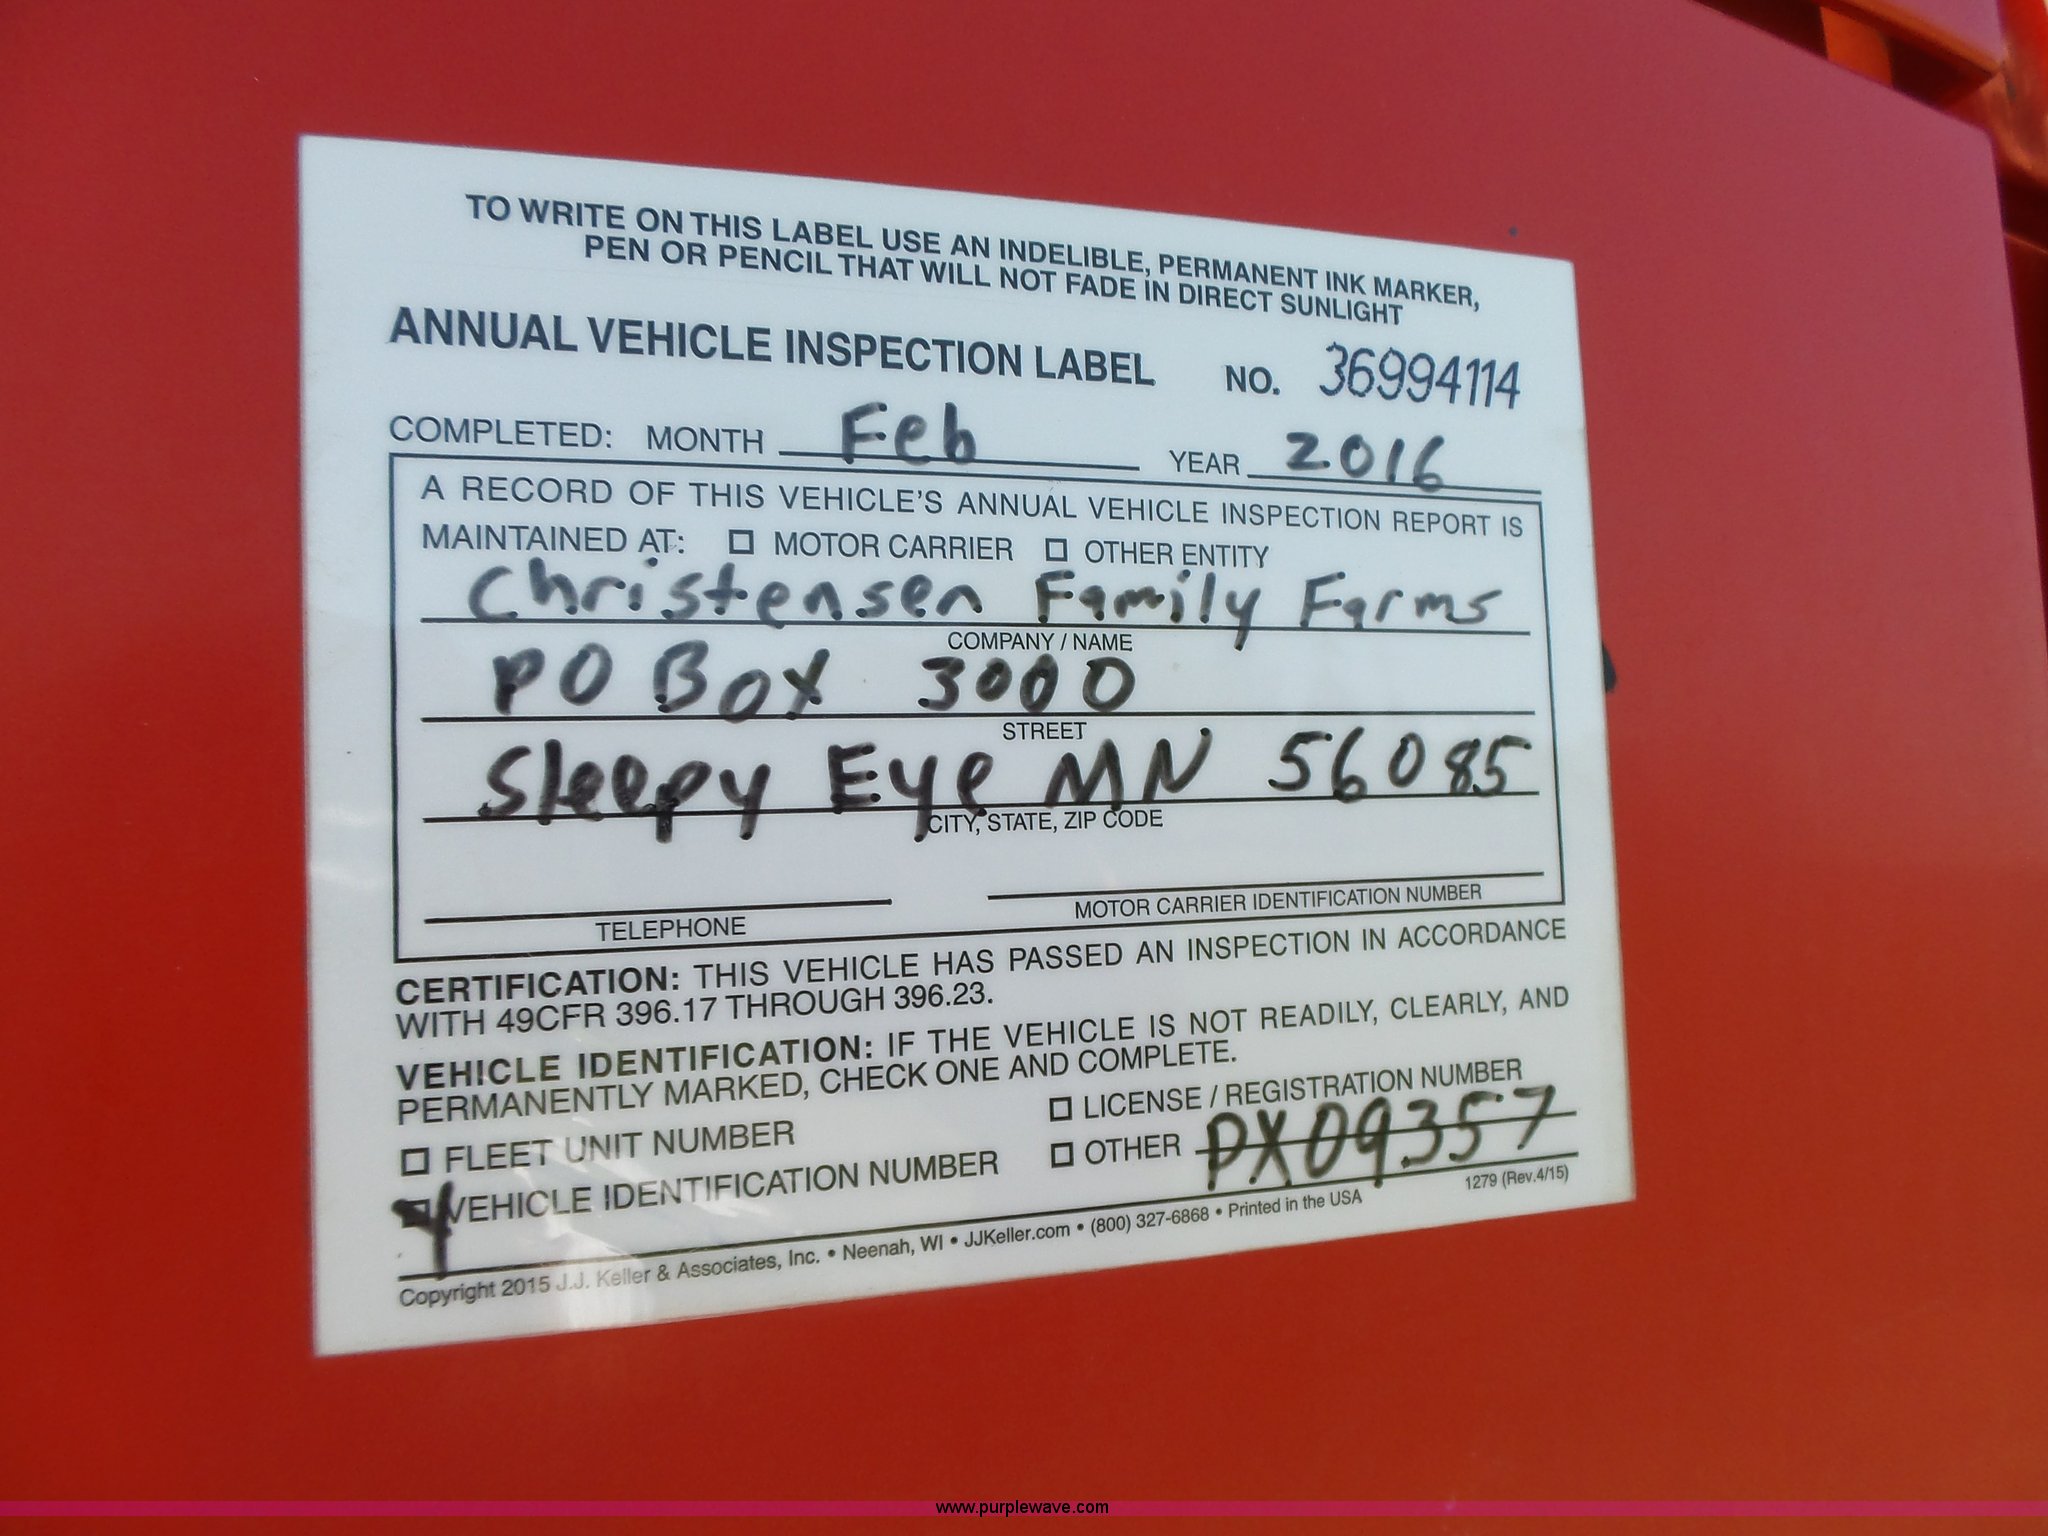 TO WRITE ON THIS LABEL USE AN INDELIBLE, PERMANENT INK MARKER,
PEN OR PENCIL THAT WILL NOT FADE IN DIRECT SUNLIGHT
ANNUAL VEHICLE INSPECTION LABEL NO. 36994114
COMPLETED: MONTH Feb YEAR 2016
A RECORD OF THIS VEHICLE'S ANNUAL VEHICLE INSPECTION REPORT IS
MAINTAINED AT: ☐ MOTOR CARRIER ☐ OTHER ENTITY
Christensen Family Farms
COMPANY / NAME
PO Box 3000
STREET
Sleepy Eye MN 56085
CITY, STATE, ZIP CODE
TELEPHONE MOTOR CARRIER IDENTIFICATION NUMBER
CERTIFICATION: THIS VEHICLE HAS PASSED AN INSPECTION IN ACCORDANCE
WITH 49CFR 396.17 THROUGH 396.23.
VEHICLE IDENTIFICATION: IF THE VEHICLE IS NOT READILY, CLEARLY, AND
PERMANENTLY MARKED, CHECK ONE AND COMPLETE.
☐ FLEET UNIT NUMBER ☐ LICENSE / REGISTRATION NUMBER
☐ VEHICLE IDENTIFICATION NUMBER ☐ OTHER PX09357
Copyright 2015 J.J. Keller & Associates, Inc. • Neenah, WI • JJKeller.com • (800) 327-6868 • Printed in the USA 1279 (Rev.4/15)
www.purplewave.com